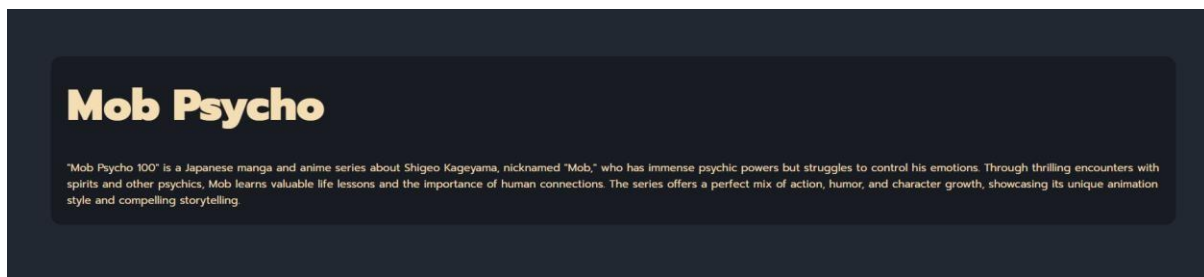 Mob Psycho
"Mob Psycho 100" is a Japanese manga and anime series about Shigeo Kageyama, nicknamed "Mob," who has immense psychic powers but struggles to control his emotions. Through thrilling encounters with
spirits and other psychics, Mob learns valuable life lessons and the importance of human connections. The series offers a perfect mix of action, humor, and character growth, showcasing its unique animation
style and compelling storytelling.